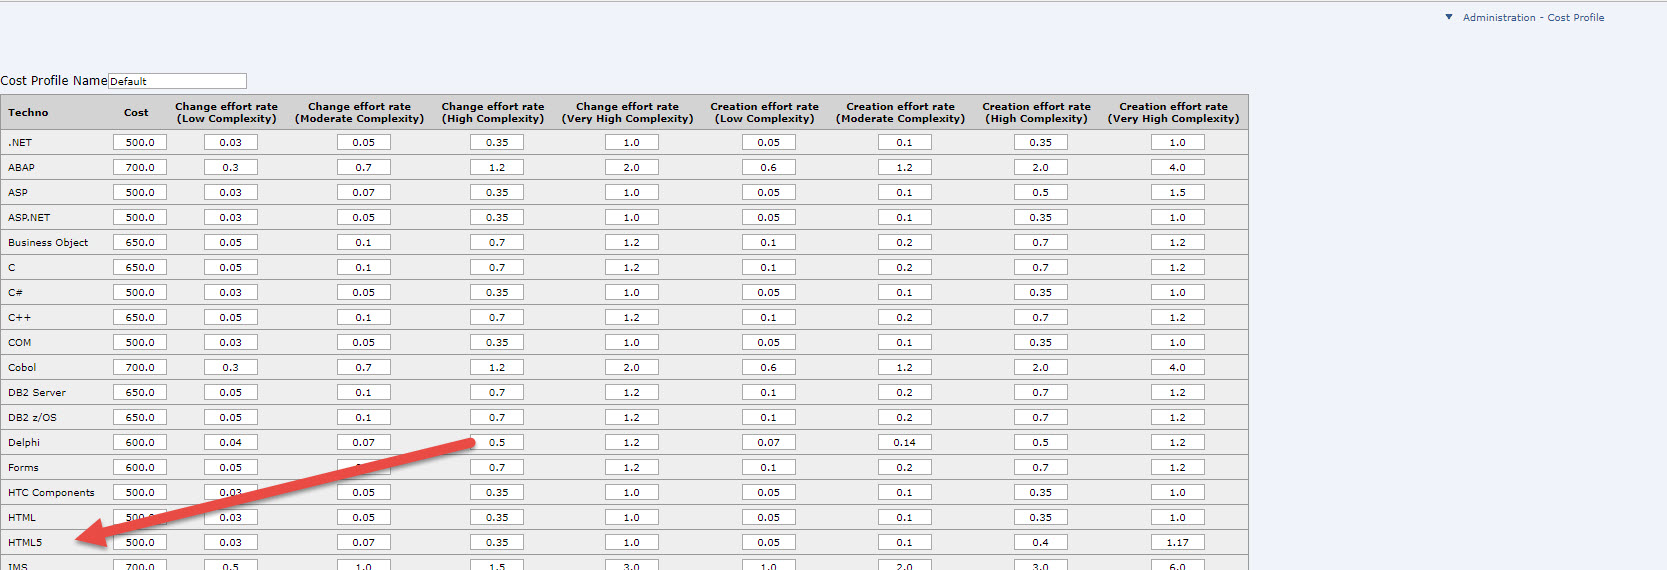 Administration - Cost Profile
Cost Profile Name Default
Techno Cost Change effort rate (Low Complexity) Change effort rate (Moderate Complexity) Change effort rate (High Complexity) Change effort rate (Very High Complexity) Creation effort rate (Low Complexity) Creation effort rate (Moderate Complexity) Creation effort rate (High Complexity) Creation effort rate (Very High Complexity)
.NET 500.0 0.03 0.05 0.35 1.0 0.05 0.1 0.35 1.0
ABAP 700.0 0.3 0.7 1.2 2.0 0.6 1.2 2.0 4.0
ASP 500.0 0.03 0.07 0.35 1.0 0.05 0.1 0.5 1.5
ASP.NET 500.0 0.03 0.05 0.35 1.0 0.05 0.1 0.35 1.0
Business Object 650.0 0.05 0.1 0.7 1.2 0.1 0.2 0.7 1.2
C 650.0 0.05 0.1 0.7 1.2 0.1 0.2 0.7 1.2
C# 500.0 0.03 0.05 0.35 1.0 0.05 0.1 0.35 1.0
C++ 650.0 0.05 0.1 0.7 1.2 0.1 0.2 0.7 1.2
COM 500.0 0.03 0.05 0.35 1.0 0.05 0.1 0.35 1.0
Cobol 700.0 0.3 0.7 1.2 2.0 0.6 1.2 2.0 4.0
DB2 Server 650.0 0.05 0.1 0.7 1.2 0.1 0.2 0.7 1.2
DB2 z/OS 650.0 0.05 0.1 0.7 1.2 0.1 0.2 0.7 1.2
Delphi 600.0 0.04 0.07 0.5 1.2 0.07 0.14 0.5 1.2
Forms 600.0 0.05 0.7 1.2 0.1 0.2 0.7 1.2
HTC Components 500.0 0.03 0.05 0.35 1.0 0.05 0.1 0.35 1.0
HTML 500.0 0.03 0.05 0.35 1.0 0.05 0.1 0.35 1.0
HTML5 500.0 0.03 0.07 0.35 1.0 0.05 0.1 0.4 1.17
IMS 700.0 0.5 1.0 1.5 3.0 1.0 2.0 3.0 6.0